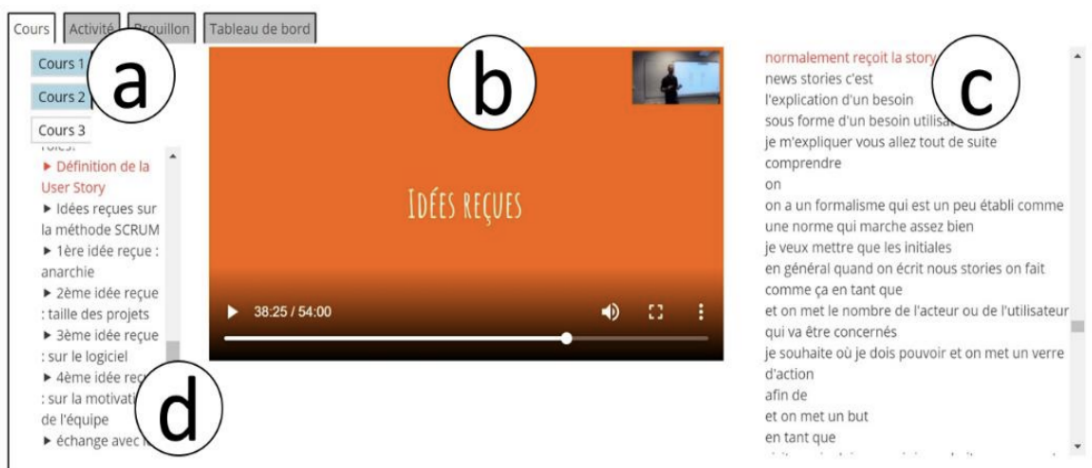 Cours
Activité
Brouillon
Tableau de bord
Cours 1
Cours 2
Cours 3
► Définition de la
User Story
► Idées reçues sur
la méthode SCRUM
► 1ère idée reçue :
anarchie
► 2ème idée reçue
: taille des projets
► 3ème idée reçue
: sur le logiciel
► 4ème idée
: sur la
de l'équipe
► échange avec
a
d
b
IDÉES REÇUES
38:25 / 54:00
c
normalement reçoit la story
news stories c'est
l'explication d'un besoin
sous forme d'un besoin
je m'expliquer vous allez tout de suite
comprendre
on
on a un formalisme qui est un peu établi comme
une norme qui marche assez bien
je veux mettre que les initiales
en général quand on écrit nous stories on fait
comme ça en tant que
et on met le nombre de l'acteur ou de l'utilisateur
qui va être concernés
je souhaite où je dois pouvoir et on met un verre
d'action
afin de
et on met un but
en tant que